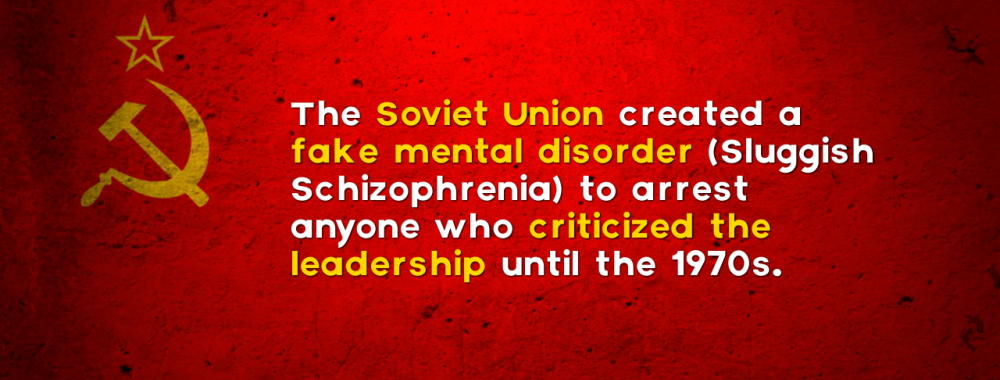 The Soviet Union created a
fake mental disorder (Sluggish
Schizophrenia) to arrest
anyone who criticized the
leadership until the 1970s.